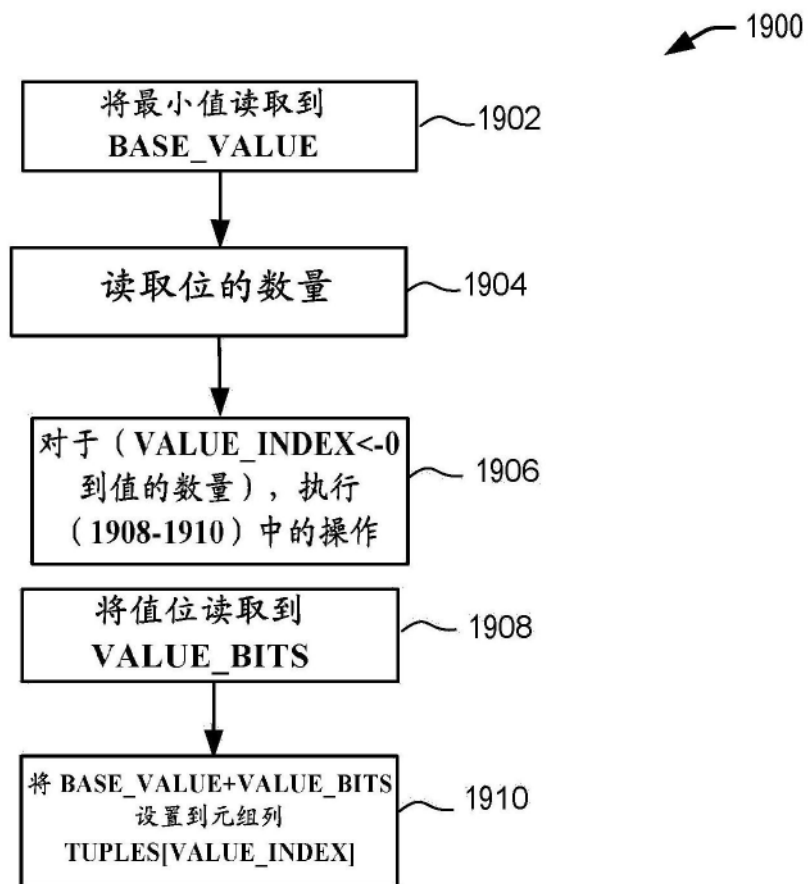 1900
将最小值读取到
BASE_VALUE
1902
读取位的数量
1904
对于（VALUE_INDEX<-0
到值的数量），执行
（1908-1910）中的操作
1906
将值位读取到
VALUE_BITS
1908
将 BASE_VALUE+VALUE_BITS
设置到元组列
TUPLES[VALUE_INDEX]
1910